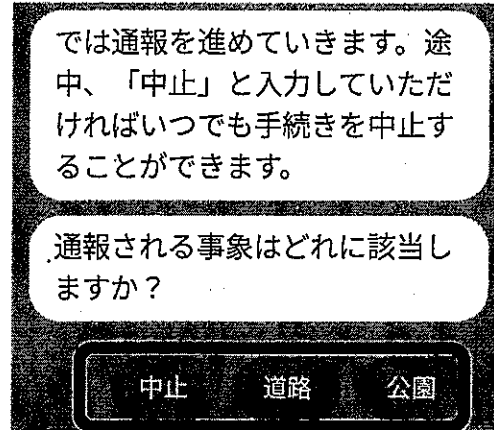 では通報を進めていきます。途
中、「中止」と入力していただ
ければいつでも手続きを中止す
ることができます。
通報される事象はどれに該当し
ますか？
中止 道路 公園